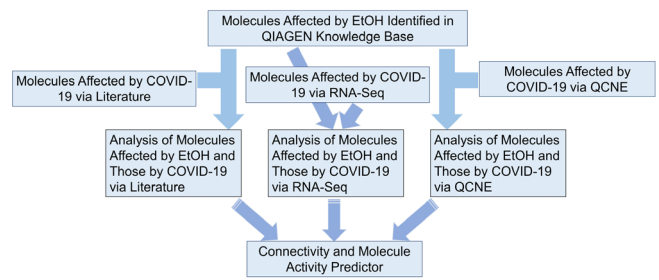 Molecules Affected by EtOH Identified in
QIAGEN Knowledge Base
Molecules Affected by COVID-
19 via Literature
Molecules Affected by COVID-
19 via RNA-Seq
Molecules Affected by
COVID-19 via QCNE
Analysis of Molecules
Affected by EtOH and
Those by COVID-19
via Literature
Analysis of Molecules
Affected by EtOH and
Those by COVID-19
via RNA-Seq
Analysis of Molecules
Affected by EtOH and
Those by COVID-19
via QCNE
Connectivity and Molecule
Activity Predictor